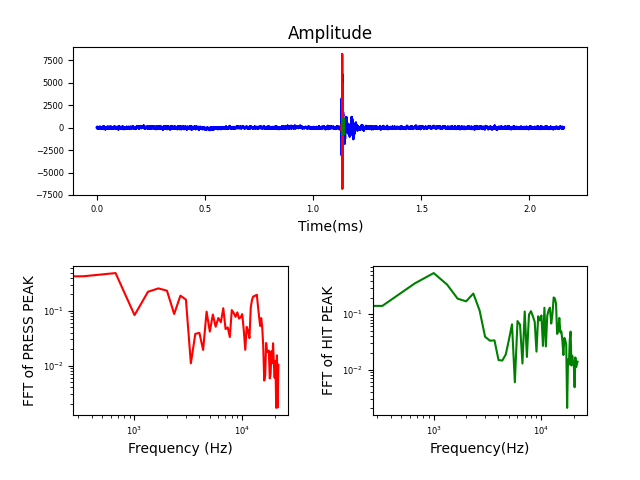 Amplitude
7500
5000
2500
0
−2500
−5000
−7500
0.0 0.5 1.0 1.5 2.0
Time(ms)
FFT of PRESS PEAK
10⁻¹
10⁻²
10³ 10⁴
Frequency (Hz)
FFT of HIT PEAK
10⁻¹
10⁻²
10³ 10⁴
Frequency(Hz)